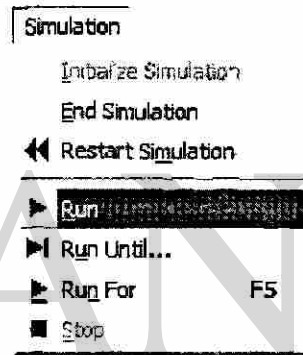 Simulation
Initialize Simulation
End Simulation
Restart Simulation
Run
Run Until...
Run For F5
Stop